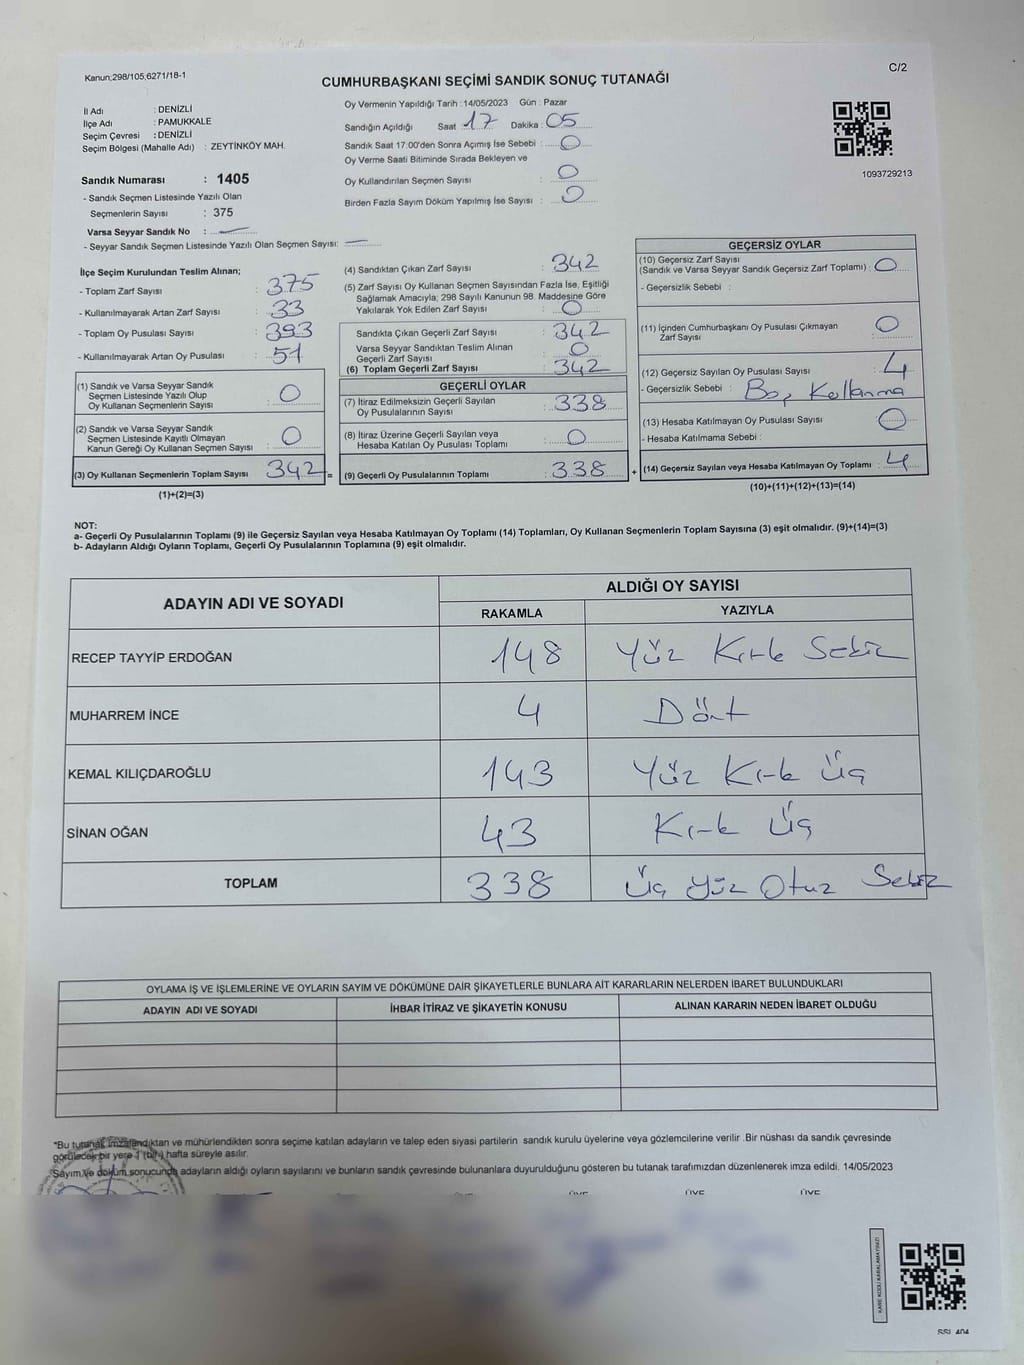 Kanun;298/105;6271/18-1
C/2
CUMHURBAŞKANI SEÇİMİ SANDIK SONUÇ TUTANAĞI
İl Adı : DENİZLİ
İlçe Adı : PAMUKKALE
Seçim Çevresi : DENİZLİ
Seçim Bölgesi (Mahalle Adı) : ZEYTİNKÖY MAH.
Sandık Numarası : 1405
- Sandık Seçmen Listesinde Yazılı Olan
Seçmenlerin Sayısı : 375
Varsa Seyyar Sandık No :
- Seyyar Sandık Seçmen Listesinde Yazılı Olan Seçmen Sayısı:
Oy Vermenin Yapıldığı Tarih :14/05/2023 Gün : Pazar
Sandığın Açıldığı Saat : 17 Dakika : 05
Sandık Saat 17.00'den Sonra Açımış İse Sebebi : 0
Oy Verme Saati Bitiminde Sırada Bekleyen ve
Oy Kullandırılan Seçmen Sayısı : 0
Birden Fazla Sayım Döküm Yapılmış İse Sayısı : 0
1093729213
İlçe Seçim Kurulundan Teslim Alınan;
- Toplam Zarf Sayısı : 375
- Kullanılmayarak Artan Zarf Sayısı : 33
- Toplam Oy Pusulası Sayısı : 393
- Kullanılmayarak Artan Oy Pusulası : 51
(1) Sandık ve Varsa Seyyar Sandık
Seçmen Listesinde Yazılı Olup
Oy Kullanan Seçmenlerin Sayısı : 0
(2) Sandık ve Varsa Seyyar Sandık
Seçmen Listesinde Kayıtlı Olmayan
Kanun Gereği Oy Kullanan Seçmen Sayısı : 0
(3) Oy Kullanan Seçmenlerin Toplam Sayısı : 342 =
(1)+(2)=(3)
(4) Sandıktan Çıkan Zarf Sayısı : 342
(5) Zarf Sayısı Oy Kullanan Seçmen Sayısından Fazla İse, Eşitliği
Sağlamak Amacıyla; 298 Sayılı Kanunun 98. Maddesine Göre
Yakılarak Yok Edilen Zarf Sayısı : 0
Sandıkta Çıkan Geçerli Zarf Sayısı : 342
Varsa Seyyar Sandıktan Teslim Alınan
Geçerli Zarf Sayısı : 0
(6) Toplam Geçerli Zarf Sayısı : 342
GEÇERLİ OYLAR
(7) İtiraz Edilmeksizin Geçerli Sayılan
Oy Pusulalarının Sayısı : 338
(8) İtiraz Üzerine Geçerli Sayılan veya
Hesaba Katılan Oy Pusulası Toplamı : 0
(9) Geçerli Oy Pusulalarının Toplamı : 338 +
GEÇERSİZ OYLAR
(10) Geçersiz Zarf Sayısı
(Sandık ve Varsa Seyyar Sandık Geçersiz Zarf Toplamı) : 0
- Geçersizlik Sebebi :
(11) İçinden Cumhurbaşkanı Oy Pusulası Çıkmayan
Zarf Sayısı : 0
(12) Geçersiz Sayılan Oy Pusulası Sayısı : 4
- Geçersizlik Sebebi : Boş Kullanma
(13) Hesaba Katılmayan Oy Pusulası Sayısı : 0
- Hesaba Katılmama Sebebi :
(14) Geçersiz Sayılan veya Hesaba Katılmayan Oy Toplamı : 4
(10)+(11)+(12)+(13)=(14)
NOT:
a- Geçerli Oy Pusulalarının Toplamı (9) ile Geçersiz Sayılan veya Hesaba Katılmayan Oy Toplamı (14) Toplamları, Oy Kullanan Seçmenlerin Toplam Sayısına (3) eşit olmalıdır. (9)+(14)=(3)
b- Adayların Aldığı Oyların Toplamı, Geçerli Oy Pusulalarının Toplamına (9) eşit olmalıdır.
ADAYIN ADI VE SOYADI ALDIĞI OY SAYISI
RAKAMLA YAZIYLA
RECEP TAYYİP ERDOĞAN 148 Yüz Kırk Sekiz
MUHARREM İNCE 4 Dört
KEMAL KILIÇDAROĞLU 143 Yüz Kırk Üç
SİNAN OĞAN 43 Kırk Üç
TOPLAM 338 Üç Yüz Otuz Sekiz
OYLAMA İŞ VE İŞLEMLERİNE VE OYLARIN SAYIM VE DÖKÜMÜNE DAİR ŞİKAYETLERLE BUNLARA AİT KARARLARIN NELERDEN İBARET BULUNDUKLARI
ADAYIN ADI VE SOYADI İHBAR İTİRAZ VE ŞİKAYETİN KONUSU ALINAN KARARIN NEDEN İBARET OLDUĞU
*Bu tutanak imzalandıktan ve mühürlendikten sonra seçime katılan adayların ve talep eden siyasi partilerin sandık kurulu üyelerine veya gözlemcilerine verilir .Bir nüshası da sandık çevresinde
görülecek bir yere 1 (bir) hafta süreyle asılır.
Sayım ve döküm sonucunda adayların aldığı oyların sayılarını ve bunların sandık çevresinde bulunanlara duyurulduğunu gösteren bu tutanak tarafımızdan düzenlenerek imza edildi. 14/05/2023
ÜYE ÜYE ÜYE
KARE KODU KARALAMAYINIZ!